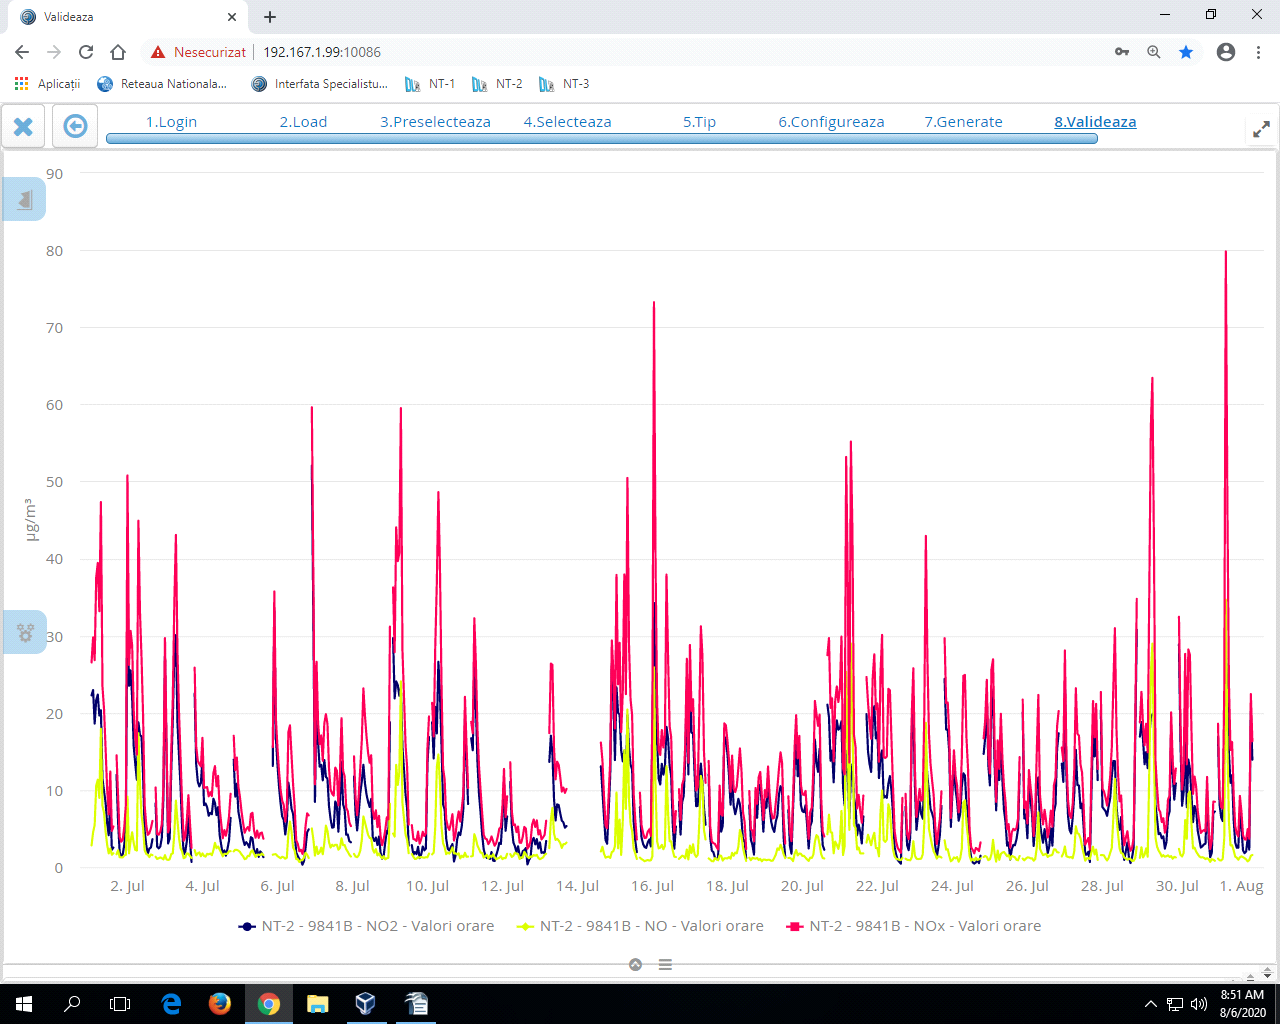 Valideaza
Nesecurizat 192.167.1.99:10086
Aplicații Reteaua Nationala... Interfata Specialistu... NT-1 NT-2 NT-3
1.Login 2.Load 3.Preselecteaza 4.Selecteaza 5.Tip 6.Configureaza 7.Generate 8.Valideaza
90
80
70
60
50
40
30
20
10
0
µg/m³
2. Jul 4. Jul 6. Jul 8. Jul 10. Jul 12. Jul 14. Jul 16. Jul 18. Jul 20. Jul 22. Jul 24. Jul 26. Jul 28. Jul 30. Jul 1. Aug
NT-2 - 9841B - NO2 - Valori orare NT-2 - 9841B - NO - Valori orare NT-2 - 9841B - NOx - Valori orare
8:51 AM
8/6/2020